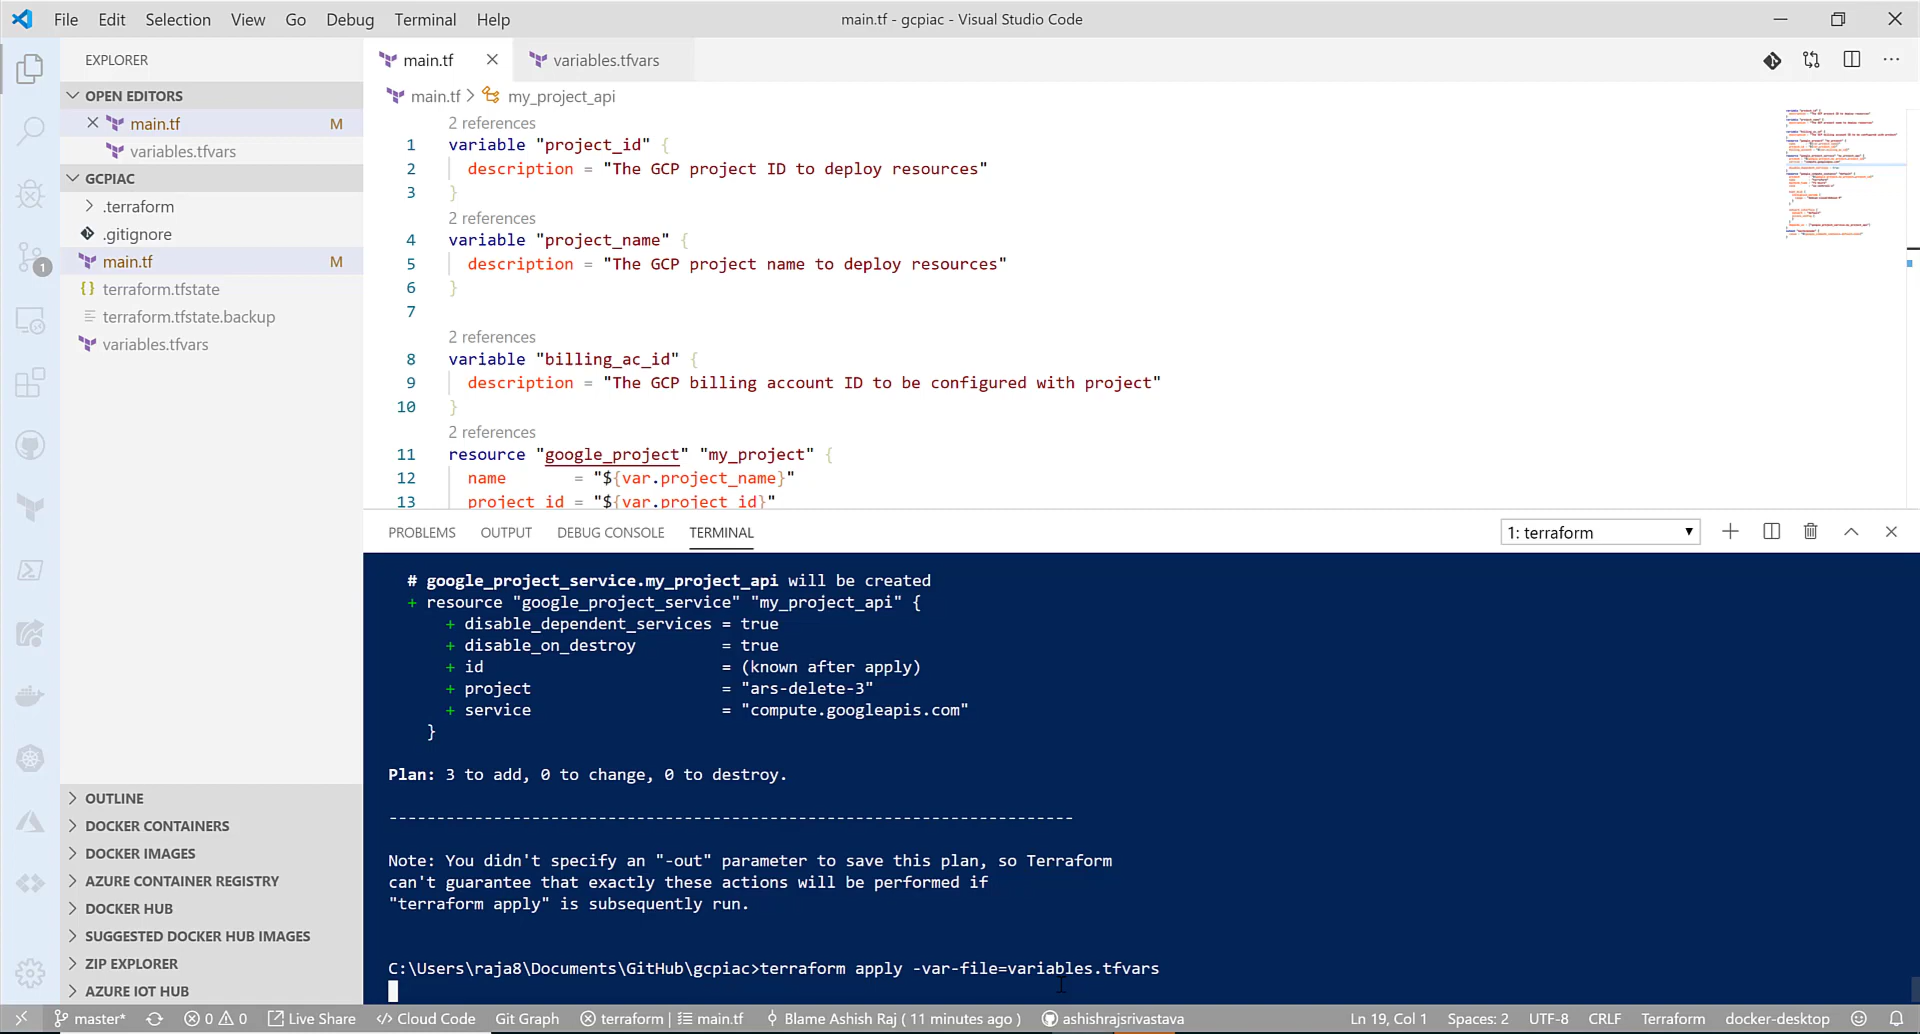 File Edit Selection View Go Debug Terminal Help
main.tf - gcpiac - Visual Studio Code
EXPLORER
OPEN EDITORS
main.tf M
variables.tfvars
GCPIAC
.terraform
.gitignore
main.tf M
terraform.tfstate
terraform.tfstate.backup
variables.tfvars
1
OUTLINE
DOCKER CONTAINERS
DOCKER IMAGES
AZURE CONTAINER REGISTRY
DOCKER HUB
SUGGESTED DOCKER HUB IMAGES
ZIP EXPLORER
AZURE IOT HUB
main.tf variables.tfvars
main.tf > my_project_api
2 references
1 variable "project_id" {
2 description = "The GCP project ID to deploy resources"
3 }
2 references
4 variable "project_name" {
5 description = "The GCP project name to deploy resources"
6 }
7
2 references
8 variable "billing_ac_id" {
9 description = "The GCP billing account ID to be configured with project"
10 }
2 references
11 resource "google_project" "my_project" {
12 name = "${var.project_name}"
13 project_id = "${var.project_id}"
PROBLEMS OUTPUT DEBUG CONSOLE TERMINAL
1: terraform
# google_project_service.my_project_api will be created
+ resource "google_project_service" "my_project_api" {
+ disable_dependent_services = true
+ disable_on_destroy = true
+ id = (known after apply)
+ project = "ars-delete-3"
+ service = "compute.googleapis.com"
}
Plan: 3 to add, 0 to change, 0 to destroy.
------------------------------------------------------------------------
Note: You didn't specify an "-out" parameter to save this plan, so Terraform
can't guarantee that exactly these actions will be performed if
"terraform apply" is subsequently run.
C:\Users\raja8\Documents\GitHub\gcpiac>terraform apply -var-file=variables.tfvars
master* 0 0 Live Share </> Cloud Code Git Graph terraform | main.tf Blame Ashish Raj ( 11 minutes ago ) ashishrajsrivastava Ln 19, Col 1 Spaces: 2 UTF-8 CRLF Terraform docker-desktop